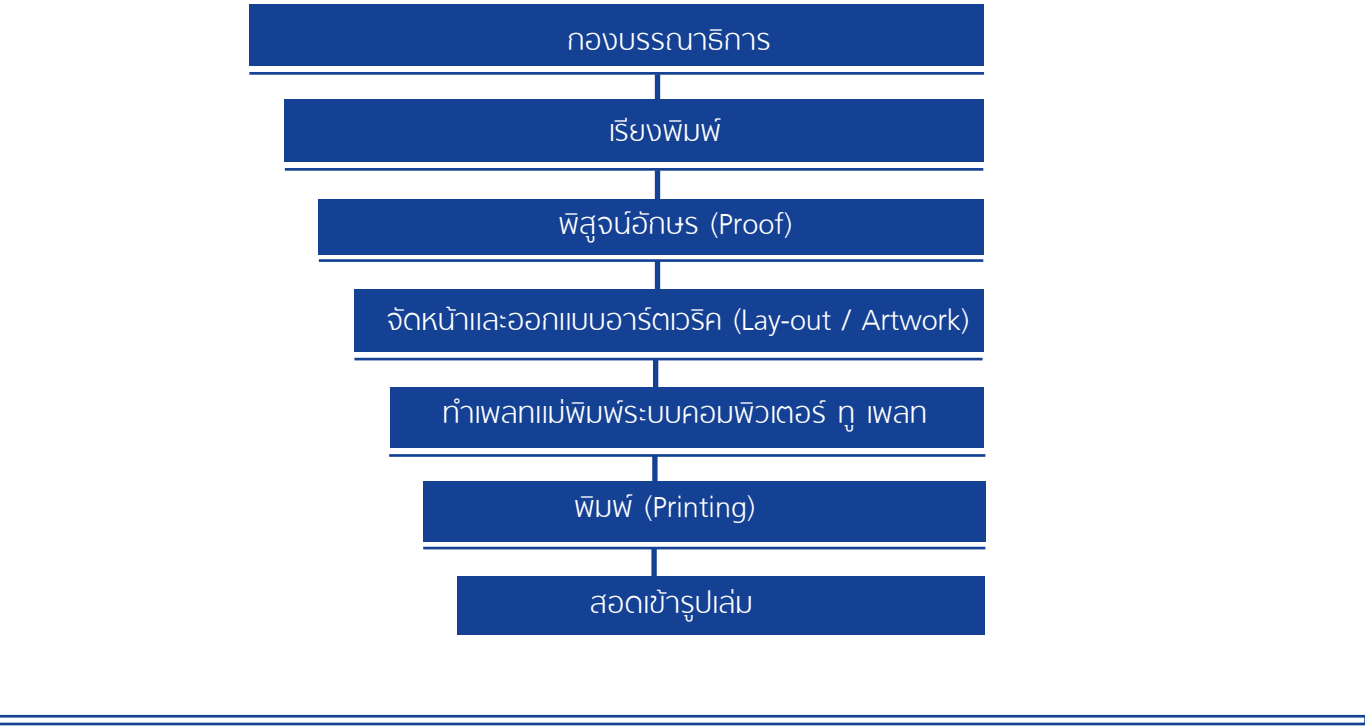 กองบรรณาธิการ
เรียงพิมพ์
พิสูจน์อักษร (Proof)
จัดหน้าและออกแบบอาร์ตเวริค (Lay-out / Artwork)
ทำเพลทแม่พิมพ์ระบบคอมพิวเตอร์ ทู เพลท
พิมพ์ (Printing)
สอดเข้ารูปเล่ม